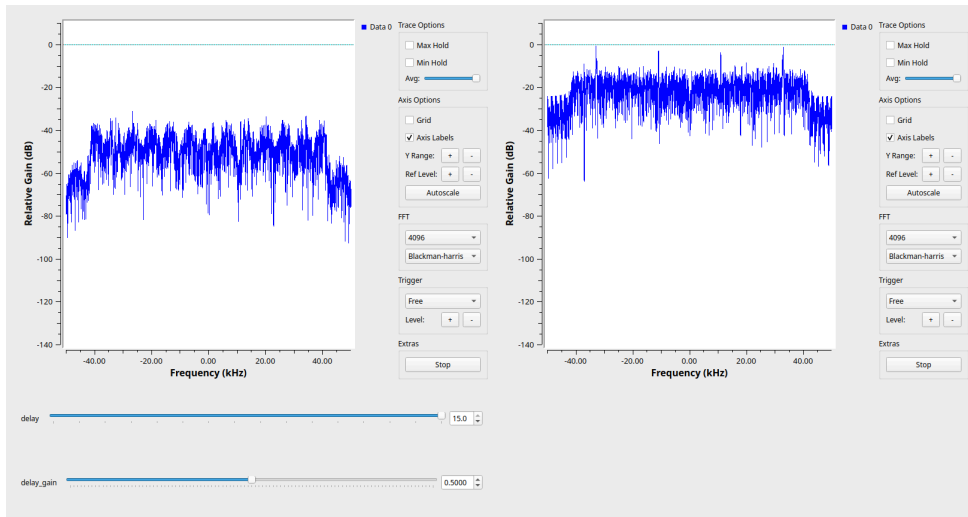 Data 0
Trace Options
Max Hold
Min Hold
Avg:
Axis Options
Grid
Axis Labels
Y Range: + -
Ref Level: + -
Autoscale
FFT
4096
Blackman-harris
Trigger
Free
Level: + -
Extras
Stop
0
-20
-40
-60
-80
-100
-120
-140
Relative Gain (dB)
-40.00 -20.00 0.00 20.00 40.00
Frequency (kHz)
Data 0
Trace Options
Max Hold
Min Hold
Avg:
Axis Options
Grid
Axis Labels
Y Range: + -
Ref Level: + -
Autoscale
FFT
4096
Blackman-harris
Trigger
Free
Level: + -
Extras
Stop
0
-20
-40
-60
-80
-100
-120
-140
Relative Gain (dB)
-40.00 -20.00 0.00 20.00 40.00
Frequency (kHz)
delay 15.0
delay_gain 0.5000